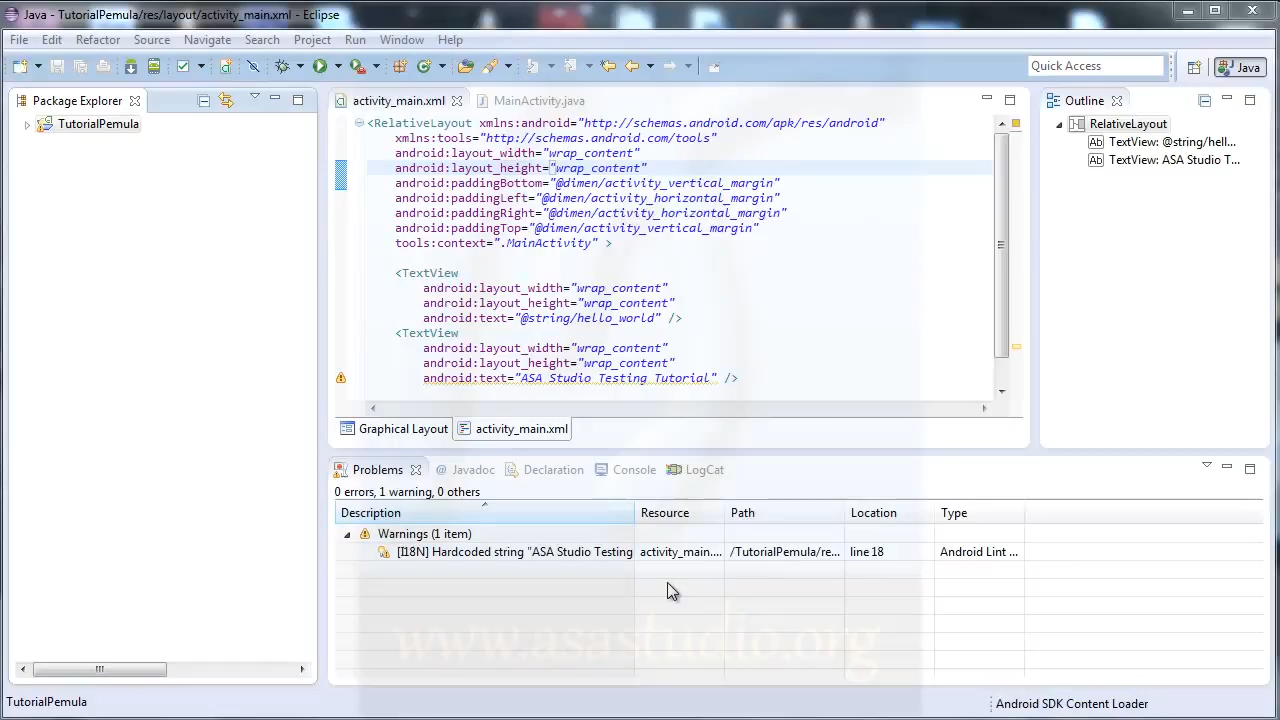 Java - TutorialPemula/res/layout/activity_main.xml - Eclipse
File Edit Refactor Source Navigate Search Project Run Window Help
Quick Access
Java
Package Explorer
TutorialPemula
activity_main.xml
MainActivity.java
<RelativeLayout xmlns:android="http://schemas.android.com/apk/res/android"
xmlns:tools="http://schemas.android.com/tools"
android:layout_width="wrap_content"
android:layout_height="wrap_content"
android:paddingBottom="@dimen/activity_vertical_margin"
android:paddingLeft="@dimen/activity_horizontal_margin"
android:paddingRight="@dimen/activity_horizontal_margin"
android:paddingTop="@dimen/activity_vertical_margin"
tools:context=".MainActivity" >
<TextView
android:layout_width="wrap_content"
android:layout_height="wrap_content"
android:text="@string/hello_world" />
<TextView
android:layout_width="wrap_content"
android:layout_height="wrap_content"
android:text="ASA Studio Testing Tutorial" />
Graphical Layout
activity_main.xml
Outline
RelativeLayout
TextView: @string/hell...
TextView: ASA Studio T...
Problems @ Javadoc Declaration Console LogCat
0 errors, 1 warning, 0 others
Description Resource Path Location Type
Warnings (1 item)
[I18N] Hardcoded string "ASA Studio Testing activity_main.... /TutorialPemula/re... line 18 Android Lint ...
www.asastudio.org
TutorialPemula
Android SDK Content Loader